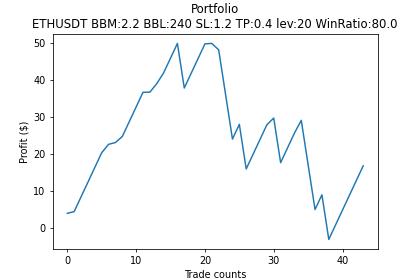 Portfolio
ETHUSDT BBM:2.2 BBL:240 SL:1.2 TP:0.4 lev:20 WinRatio:80.0
50
40
30
20
10
0
Profit ($)
0
10
20
30
40
Trade counts